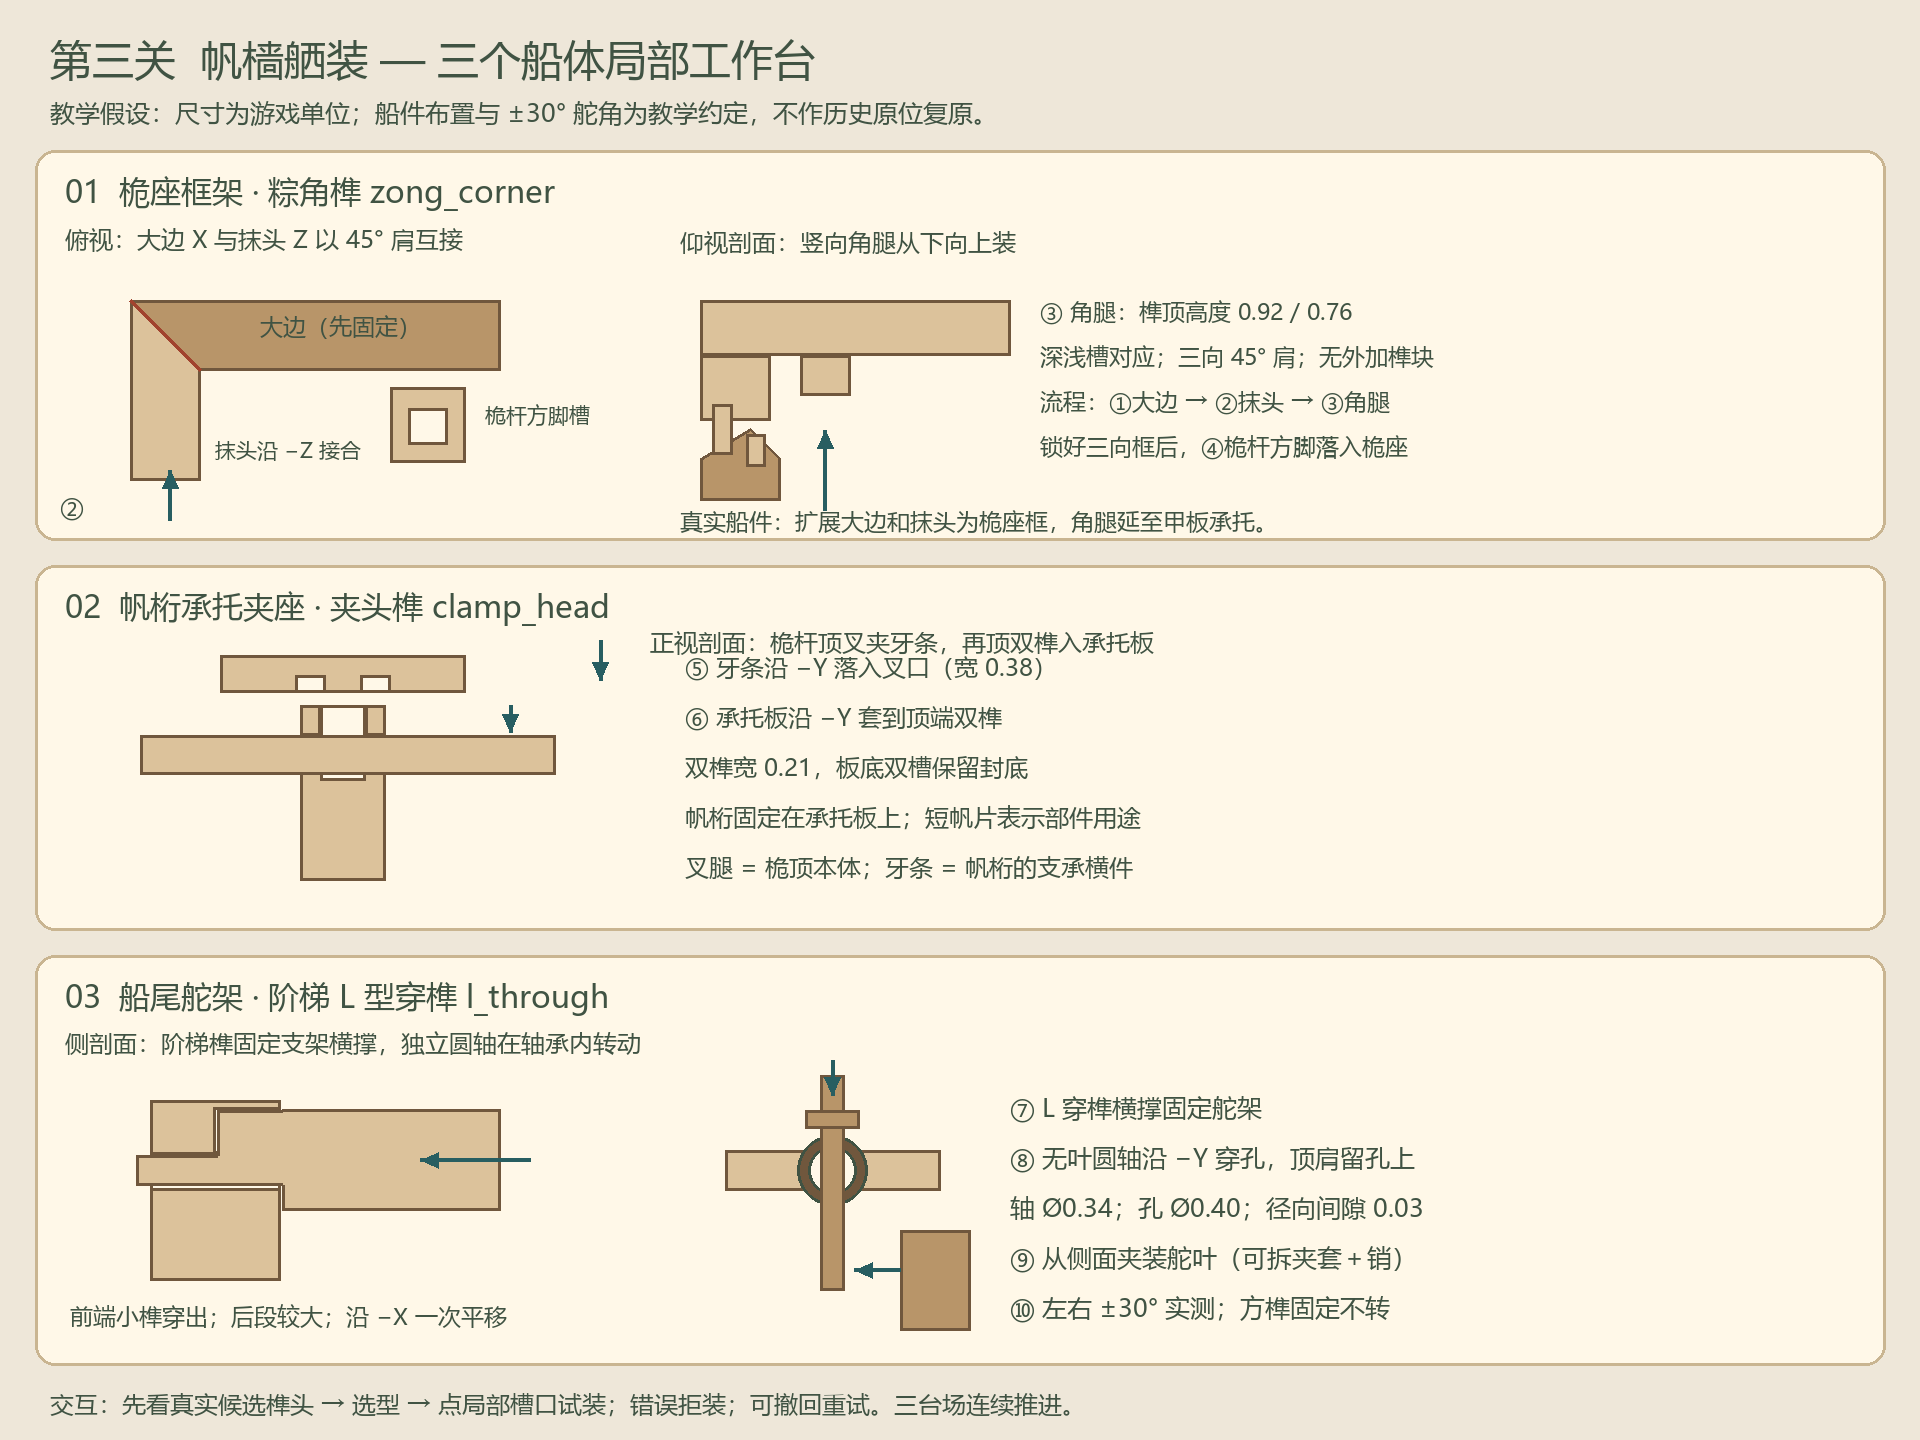 第三关 帆樯舾装 — 三个船体局部工作台
教学假设：尺寸为游戏单位；船件布置与 ±30° 舵角为教学约定，不作历史原位复原。
01 桅座框架 · 粽角榫 zong_corner
俯视：大边 X 与抹头 Z 以 45° 肩互接
仰视剖面：竖向角腿从下向上装
大边（先固定）
桅杆方脚槽
抹头沿 −Z 接合
②
③ 角腿：榫顶高度 0.92 / 0.76
深浅槽对应；三向 45° 肩；无外加榫块
流程：①大边 → ②抹头 → ③角腿
锁好三向框后，④桅杆方脚落入桅座
真实船件：扩展大边和抹头为桅座框，角腿延至甲板承托。
02 帆桁承托夹座 · 夹头榫 clamp_head
正视剖面：桅杆顶叉夹牙条，再顶双榫入承托板
⑤ 牙条沿 −Y 落入叉口（宽 0.38）
⑥ 承托板沿 −Y 套到顶端双榫
双榫宽 0.21，板底双槽保留封底
帆桁固定在承托板上；短帆片表示部件用途
叉腿 = 桅顶本体；牙条 = 帆桁的支承横件
03 船尾舵架 · 阶梯 L 型穿榫 l_through
侧剖面：阶梯榫固定支架横撑，独立圆轴在轴承内转动
前端小榫穿出；后段较大；沿 −X 一次平移
⑦ L 穿榫横撑固定舵架
⑧ 无叶圆轴沿 −Y 穿孔，顶肩留孔上
轴 Ø0.34；孔 Ø0.40；径向间隙 0.03
⑨ 从侧面夹装舵叶（可拆夹套 + 销）
⑩ 左右 ±30° 实测；方榫固定不转
交互：先看真实候选榫头 → 选型 → 点局部槽口试装；错误拒装；可撤回重试。三台场连续推进。